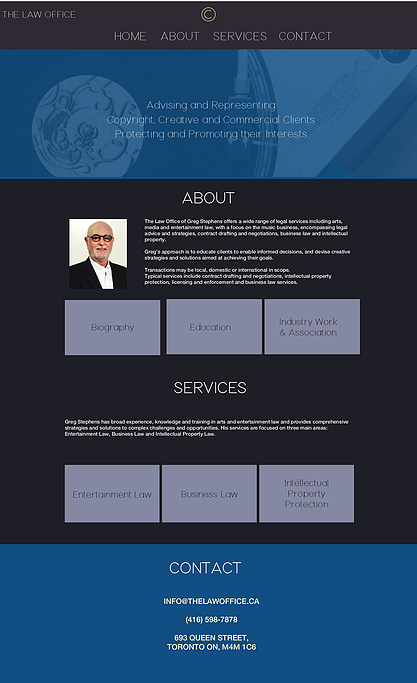 THE LAW OFFICE
©
HOME ABOUT SERVICES CONTACT
Advising and Representing
Copyright, Creative and Commercial Clients
Protecting and Promoting their Interests
ABOUT
The Law Office of Greg Stephens offers a wide range of legal services including arts,
media and entertainment law, with a focus on the music business, encompassing legal
advice and strategies, contract drafting and negotiations, business law and intellectual
property.
Greg's approach is to educate clients to enable informed decisions, and devise creative
strategies and solutions aimed at achieving their goals.
Transactions may be local, domestic or international in scope.
Typical services include contract drafting and negotiations, intellectual property
protection, licensing and enforcement and business law services.
Biography
Education
Industry Work
& Association
SERVICES
Greg Stephens has broad experience, knowledge and training in arts and entertainment law and provides comprehensive
strategies and solutions to complex challenges and opportunities. His services are focused on three main areas:
Entertainment Law, Business Law and Intellectual Property Law.
Entertainment Law
Business Law
Intellectual
Property
Protection
CONTACT
INFO@THELAWOFFICE.CA
(416) 598-7878
693 QUEEN STREET,
TORONTO ON, M4M 1C6